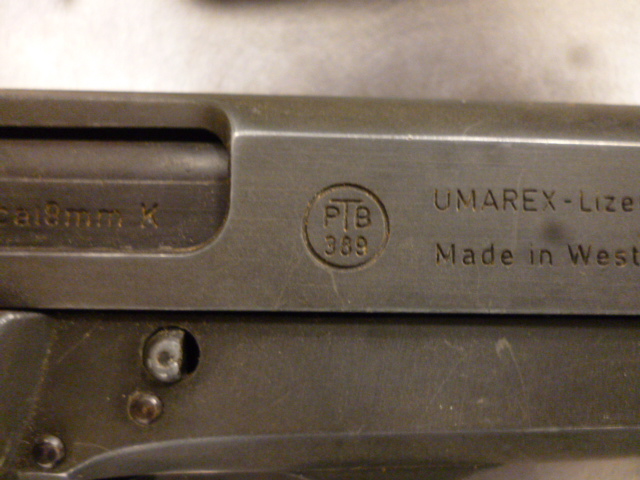 cal8mm K
PTB
389
UMAREX-Lize
Made in West